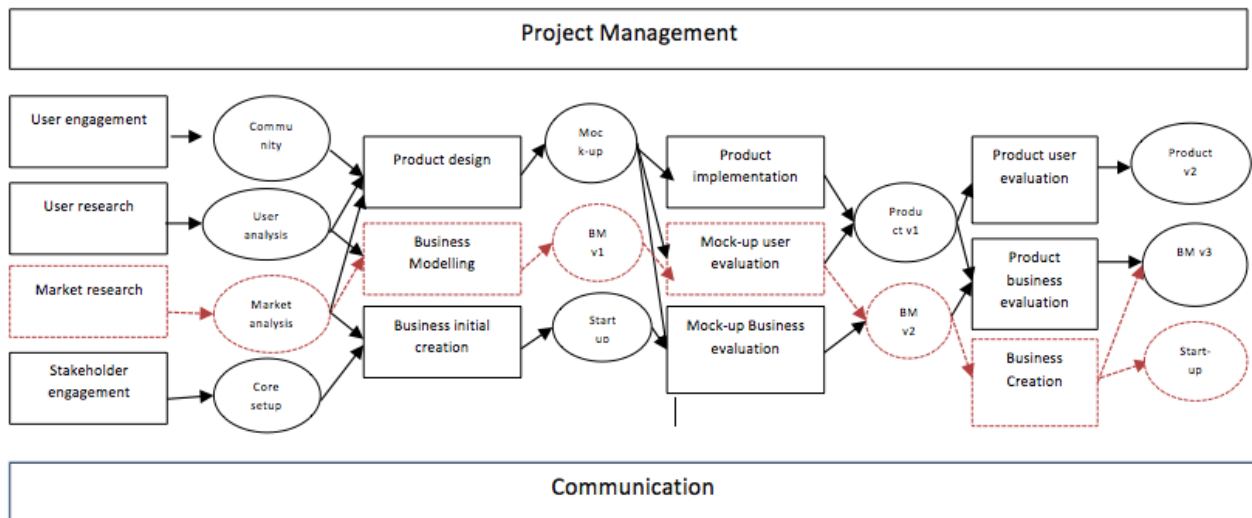 Project Management
User engagement
Commu
nity
Product design
Moc
k-up
Product
implementation
Product user
evaluation
Product
v2
User research
User
analysis
Business
Modelling
BM
v1
Mock-up user
evaluation
Produ
ct v1
Product
business
evaluation
BM v3
Market research
Market
analysis
Business initial
creation
Start
up
Mock-up Business
evaluation
BM
v2
Business
Creation
Start-
up
Stakeholder
engagement
Core
setup
Communication